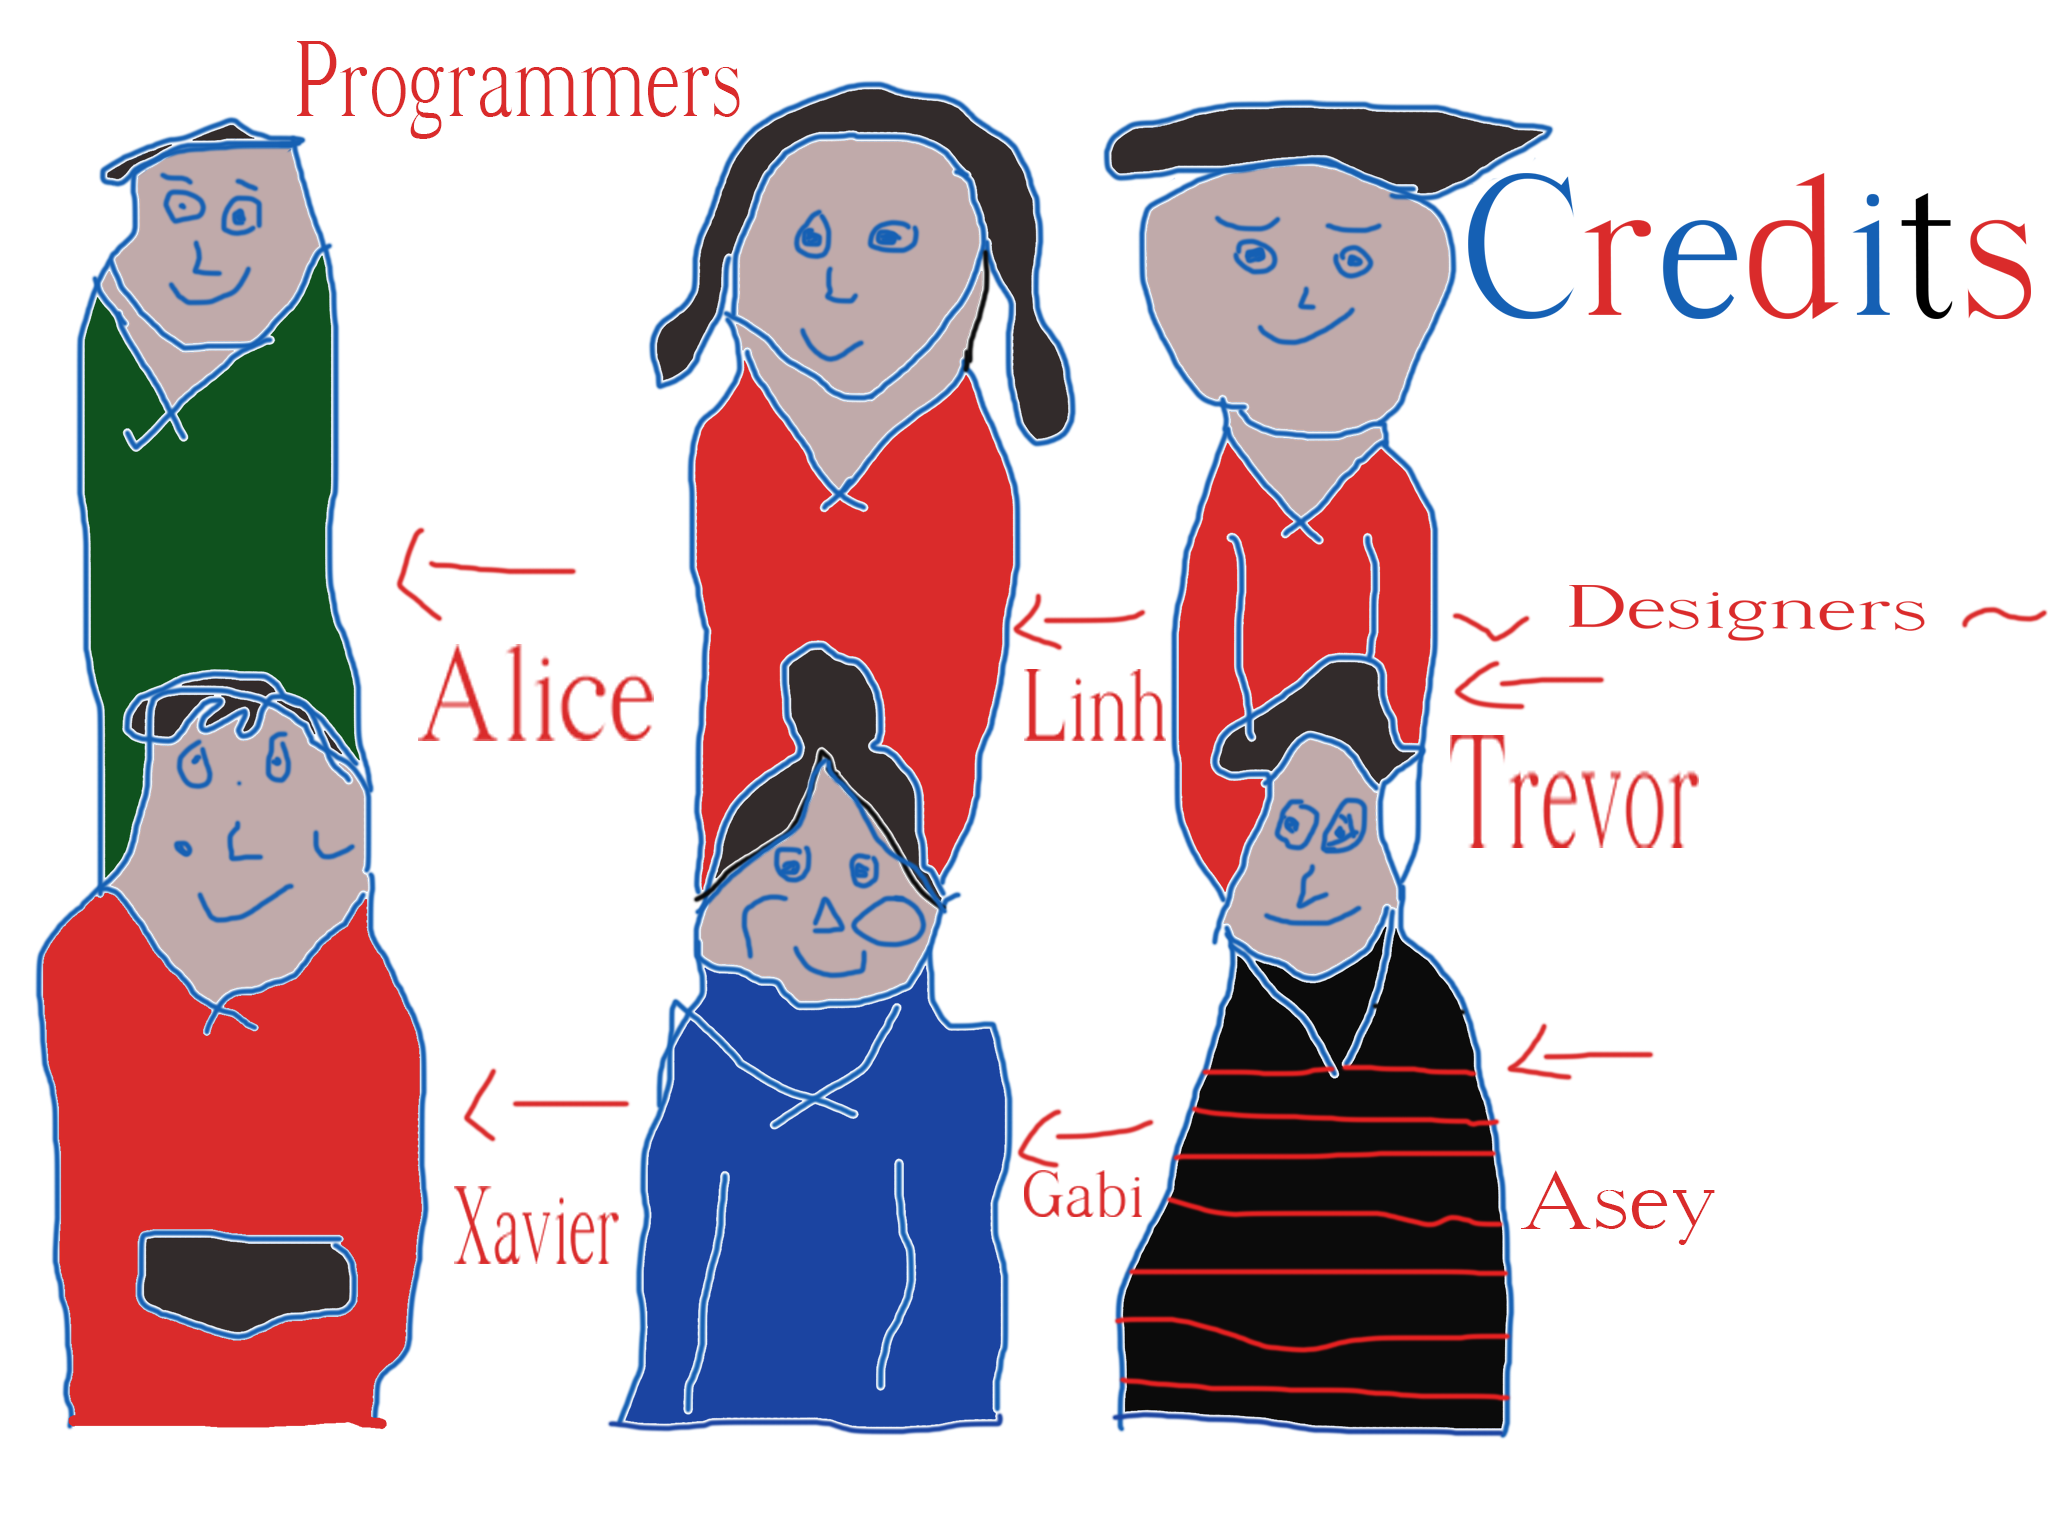 Programmers
Credits
Designers
Alice
Linh
Trevor
Xavier
Gabi
Asey